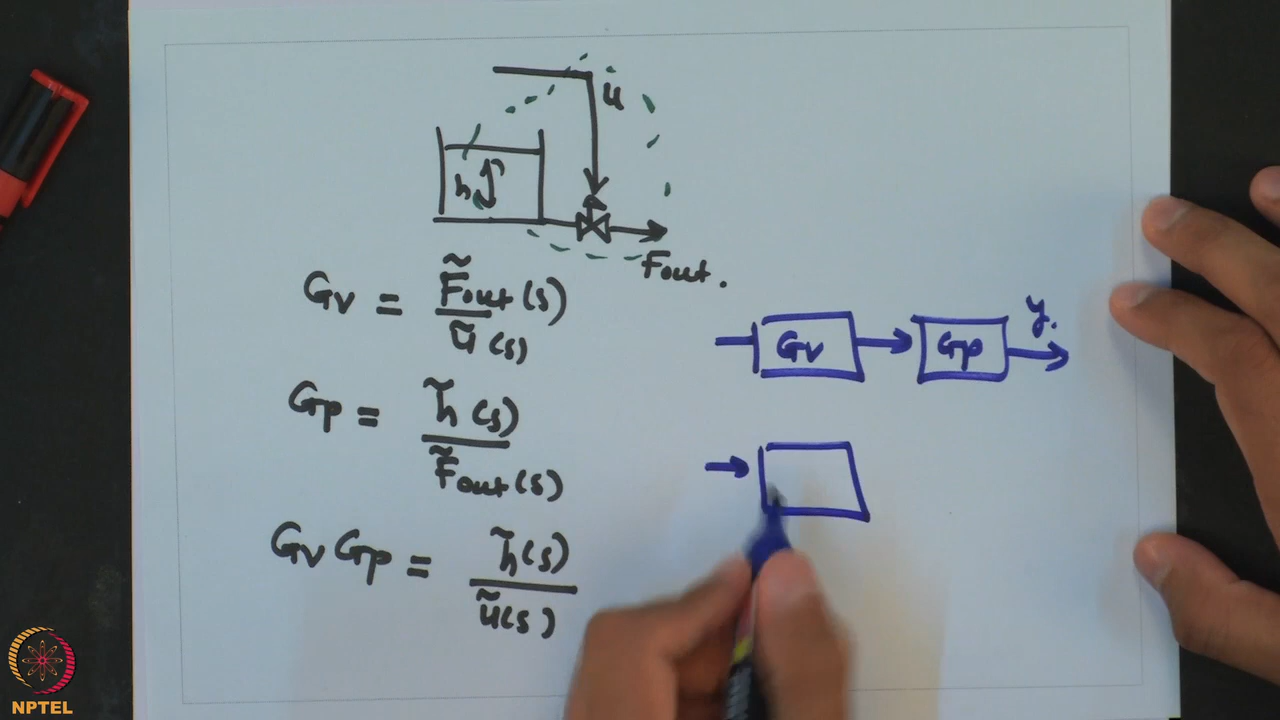 u
h
Fout.
Gv = F̃out(s) / ũ(s)
Gp = h̃(s) / F̃out(s)
GvGp = h̃(s) / ũ(s)
Gv Gp y.
NPTEL